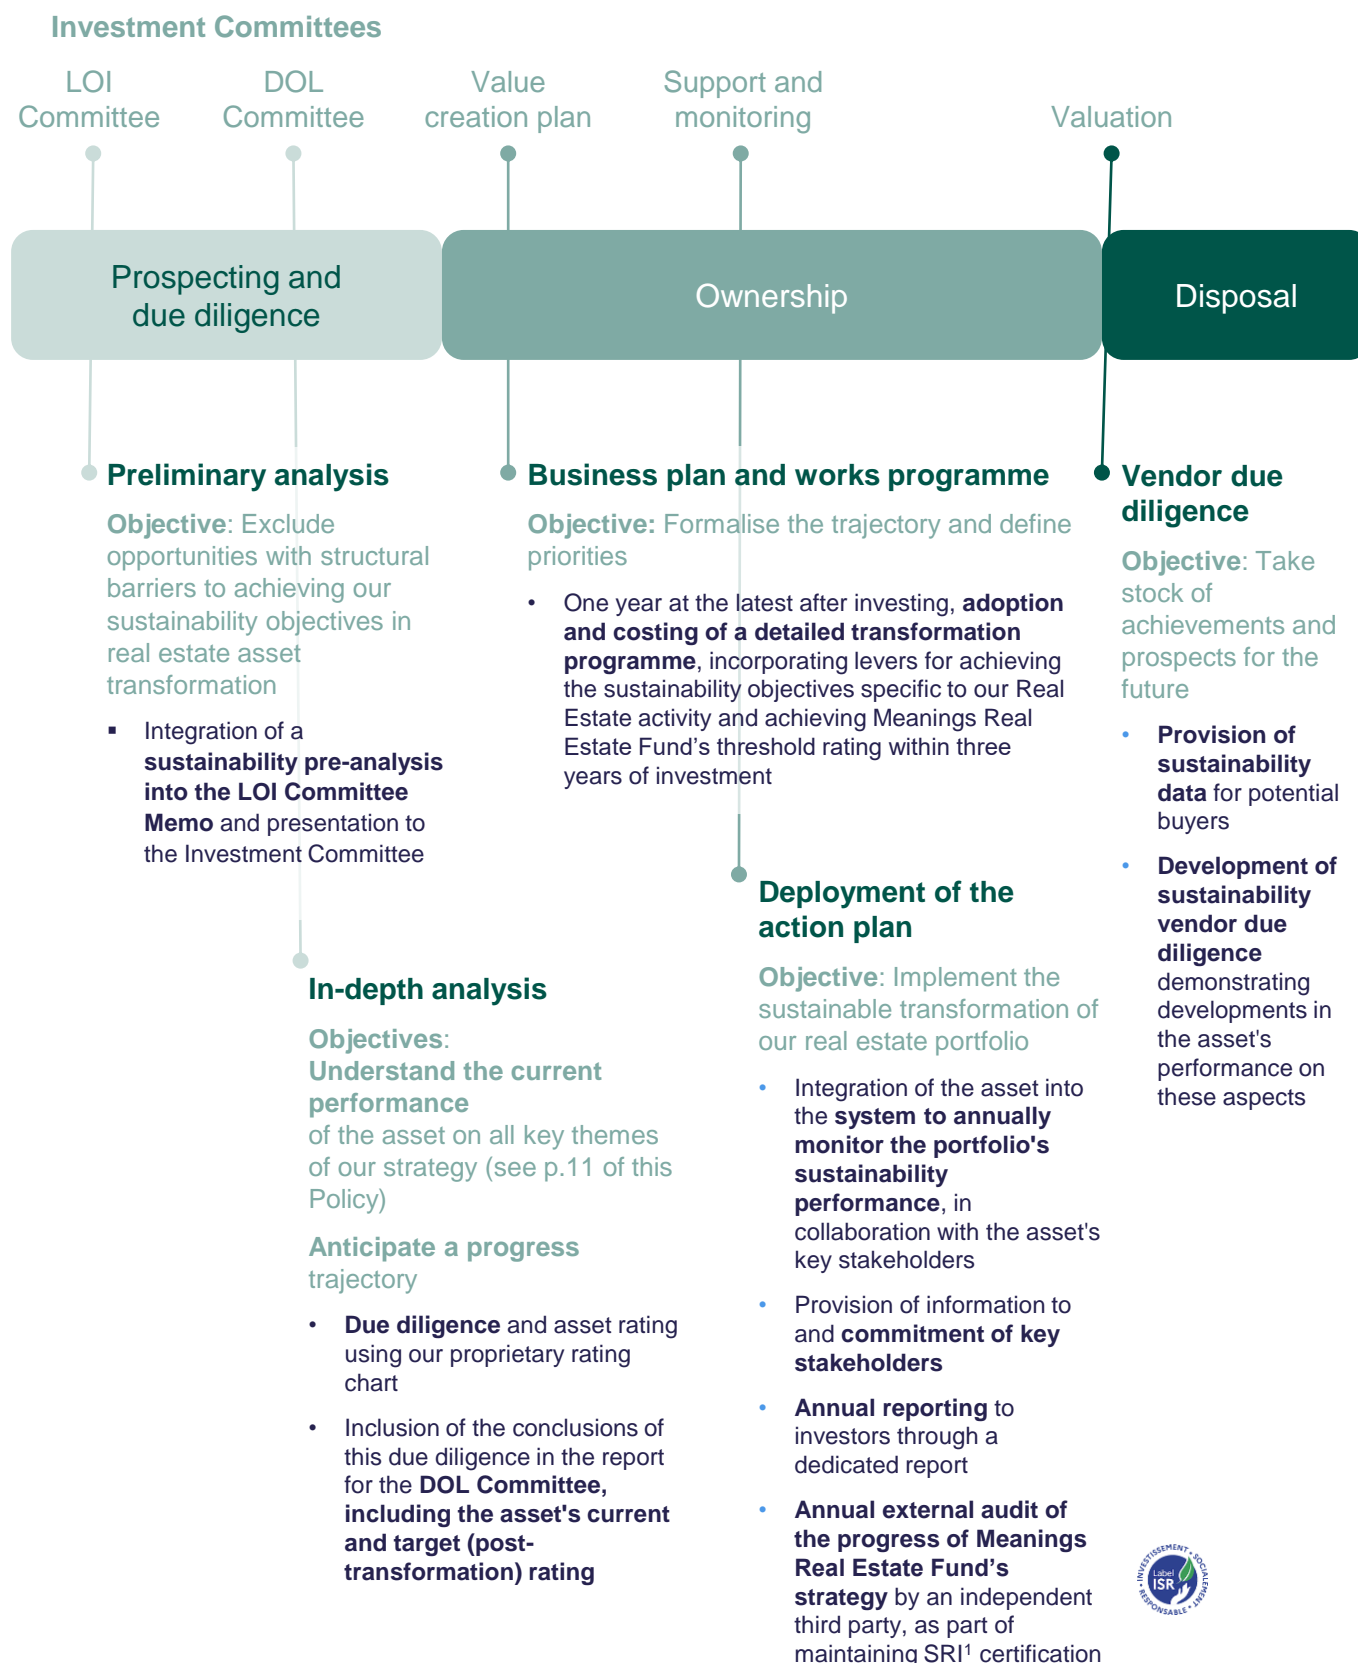 Investment Committees
LOI
Committee
DOL
Committee
Value
creation plan
Support and
monitoring
Valuation
Prospecting and
due diligence
Ownership
Disposal
Preliminary analysis
Objective: Exclude
opportunities with structural
barriers to achieving our
sustainability objectives in
real estate asset
transformation
▪ Integration of a
sustainability pre-analysis
into the LOI Committee
Memo and presentation to
the Investment Committee
In-depth analysis
Objectives:
Understand the current
performance
of the asset on all key themes
of our strategy (see p.11 of this
Policy)
Anticipate a progress
trajectory
• Due diligence and asset rating
using our proprietary rating
chart
• Inclusion of the conclusions of
this due diligence in the report
for the DOL Committee,
including the asset's current
and target (post-
transformation) rating
Business plan and works programme
Objective: Formalise the trajectory and define
priorities
• One year at the latest after investing, adoption
and costing of a detailed transformation
programme, incorporating levers for achieving
the sustainability objectives specific to our Real
Estate activity and achieving Meanings Real
Estate Fund’s threshold rating within three
years of investment
Deployment of the
action plan
Objective: Implement the
sustainable transformation of
our real estate portfolio
• Integration of the asset into
the system to annually
monitor the portfolio's
sustainability
performance, in
collaboration with the asset's
key stakeholders
• Provision of information to
and commitment of key
stakeholders
• Annual reporting to
investors through a
dedicated report
• Annual external audit of
the progress of Meanings
Real Estate Fund’s
strategy by an independent
third party, as part of
maintaining SRI¹ certification
Vendor due
diligence
Objective: Take
stock of
achievements and
prospects for the
future
• Provision of
sustainability
data for potential
buyers
• Development of
sustainability
vendor due
diligence
demonstrating
developments in
the asset's
performance on
these aspects
INVESTISSEMENT • SOCIALEMENT • RESPONSABLE •
Label
ISR